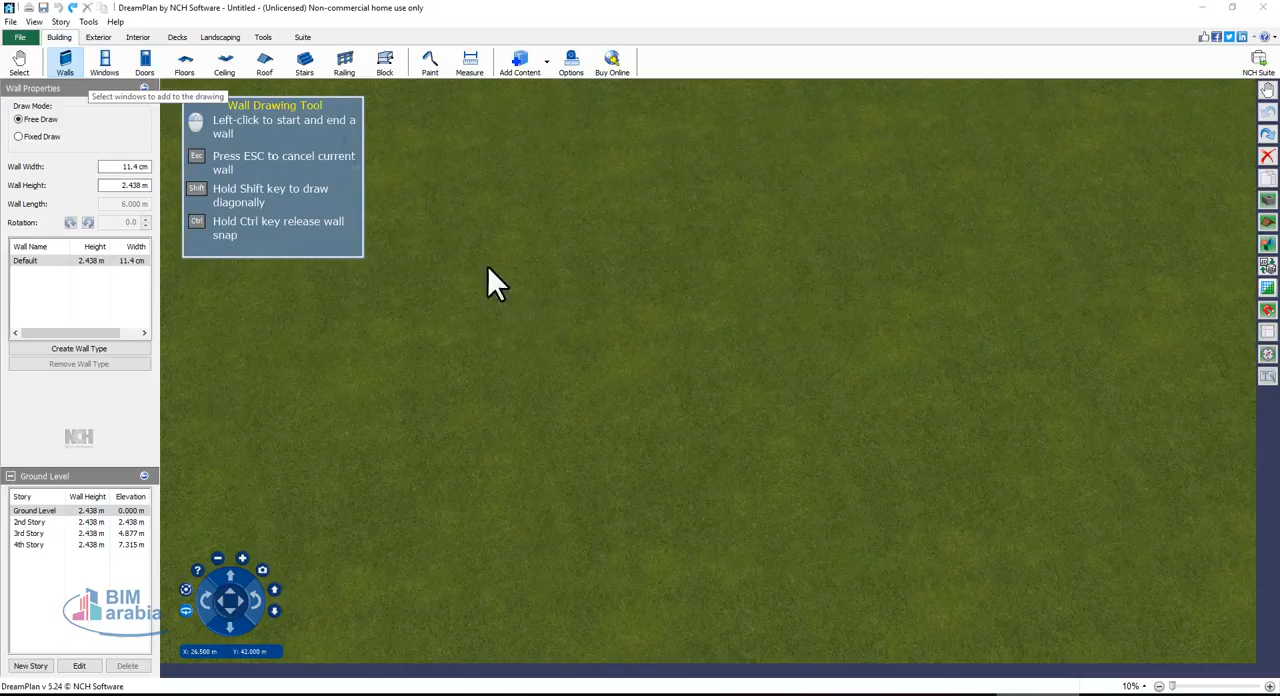 DreamPlan by NCH Software - Untitled - (Unlicensed) Non-commercial home use only
File View Story Tools Help
File Building Exterior Interior Decks Landscaping Tools Suite
Select Walls Windows Doors Floors Ceiling Roof Stairs Railing Block Paint Measure Add Content Options Buy Online NCH Suite
Wall Properties
Select windows to add to the drawing
Draw Mode:
Free Draw
Fixed Draw
Wall Width: 11.4 cm
Wall Height: 2.438 m
Wall Length: 6.000 m
Rotation: 0.0
Wall Name Height Width
Default 2.438 m 11.4 cm
Create Wall Type
Remove Wall Type
NCH
Wall Drawing Tool
Left-click to start and end a
wall
Esc Press ESC to cancel current
wall
Shift Hold Shift key to draw
diagonally
Ctrl Hold Ctrl key release wall
snap
Ground Level
Story Wall Height Elevation
Ground Level 2.438 m 0.000 m
2nd Story 2.438 m 2.438 m
3rd Story 2.438 m 4.877 m
4th Story 2.438 m 7.315 m
BIM
arabia
New Story Edit Delete
X: 26.500 m Y: 42.000 m
DreamPlan v 5.24 © NCH Software
10%